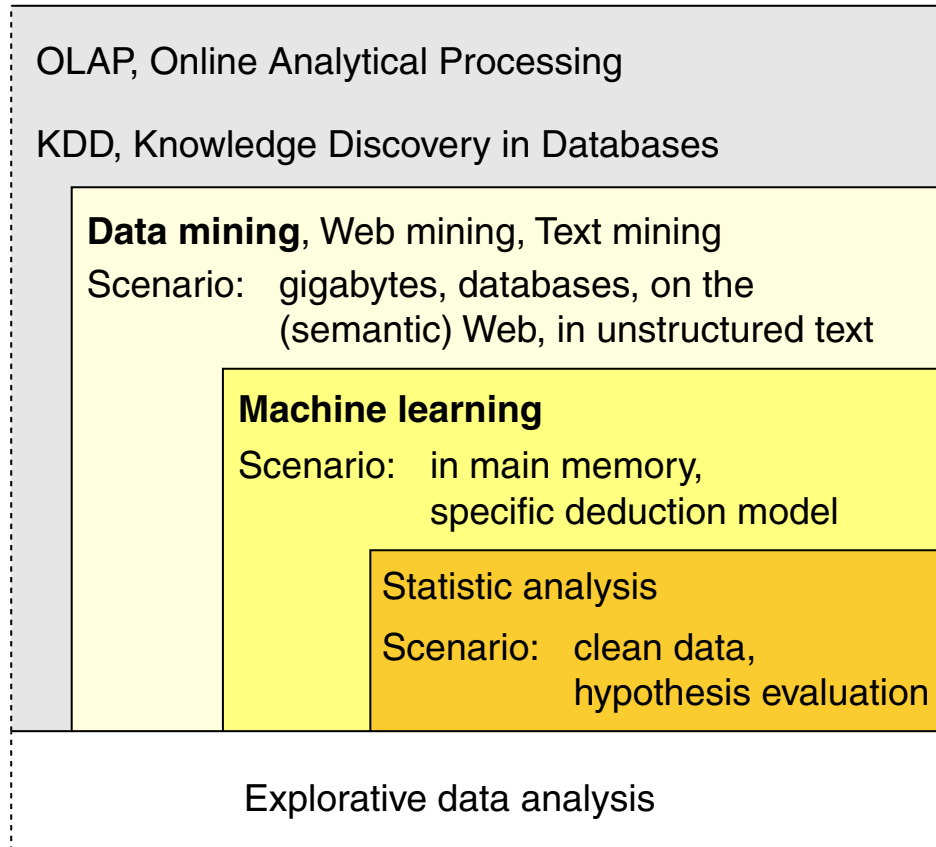 OLAP, Online Analytical Processing
KDD, Knowledge Discovery in Databases
Data mining, Web mining, Text mining
Scenario: gigabytes, databases, on the
(semantic) Web, in unstructured text
Machine learning
Scenario: in main memory,
specific deduction model
Statistic analysis
Scenario: clean data,
hypothesis evaluation
Explorative data analysis